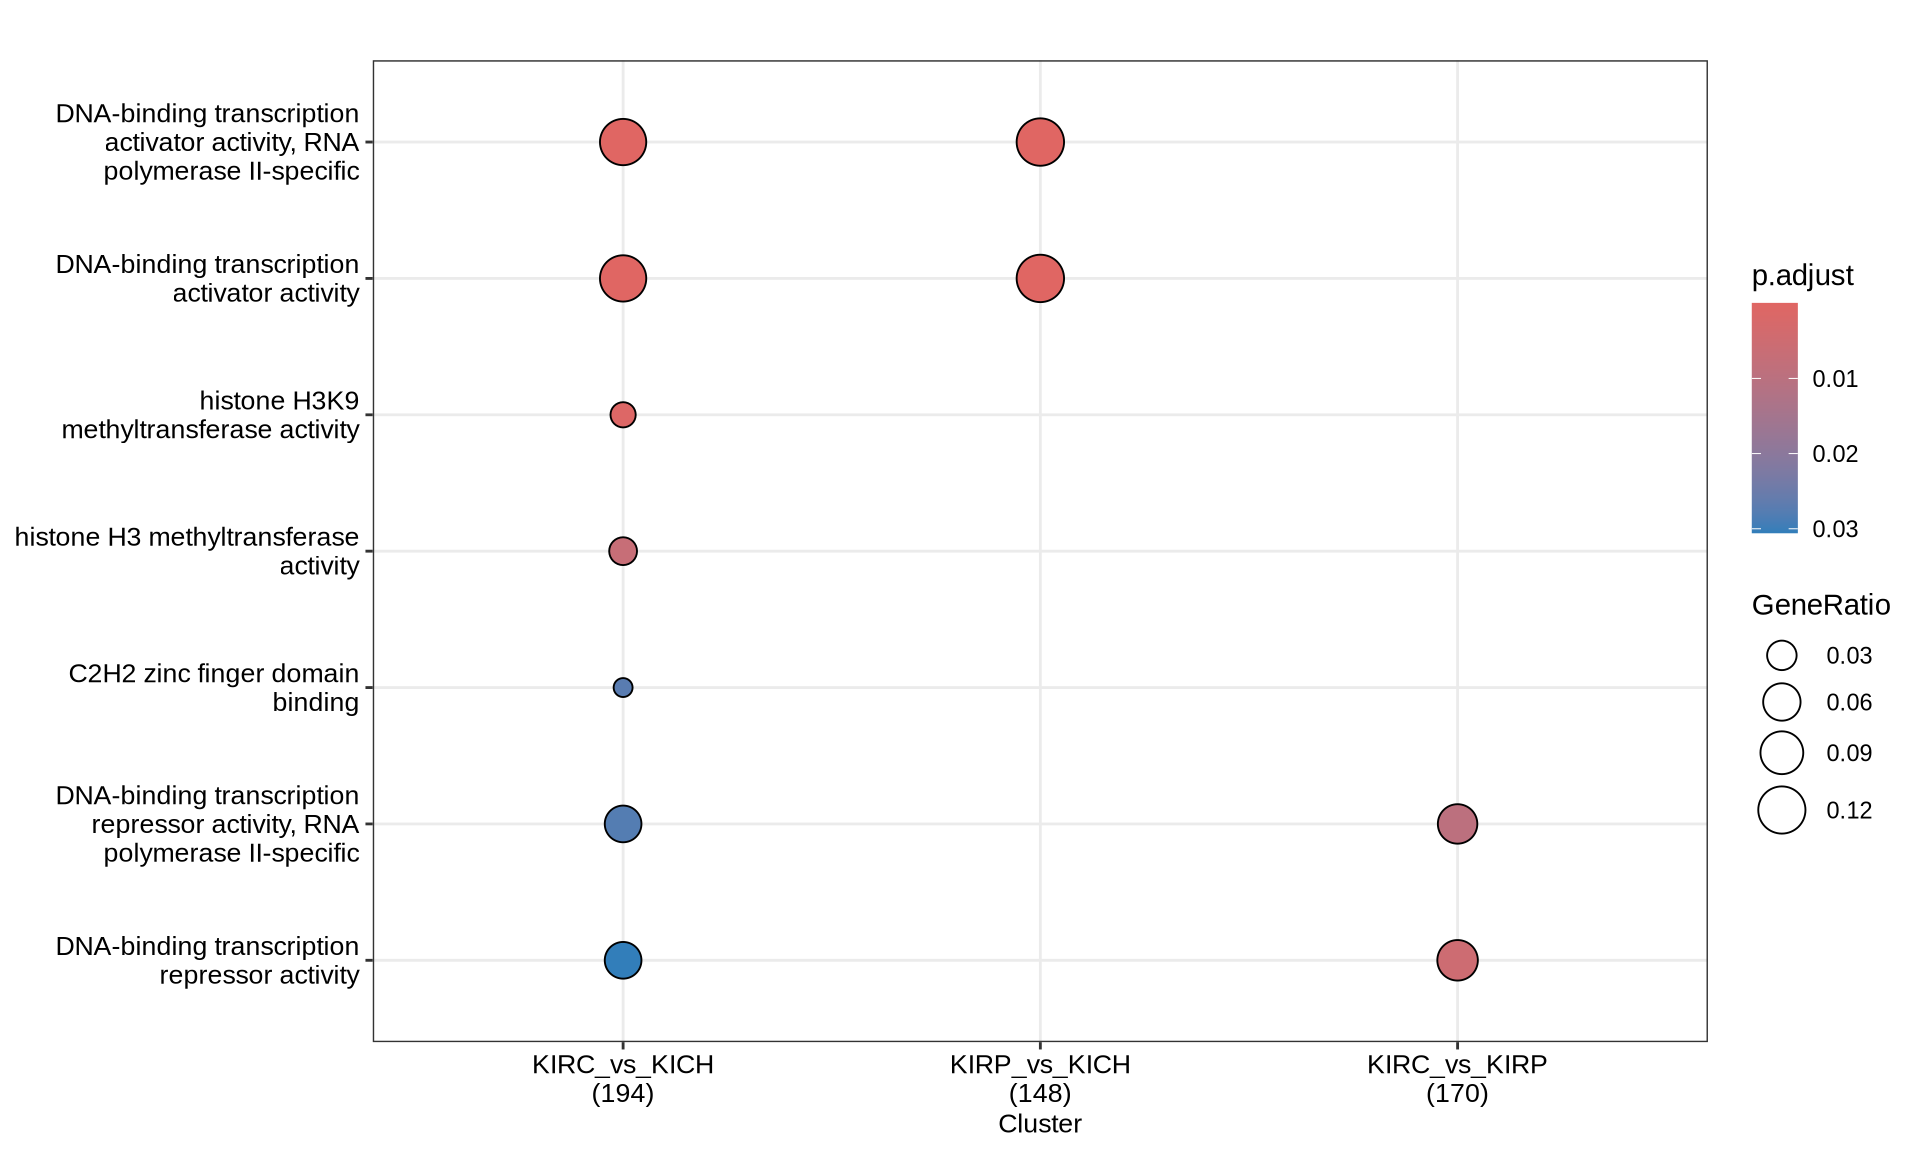 DNA-binding transcription
activator activity, RNA
polymerase II-specific
DNA-binding transcription
activator activity
histone H3K9
methyltransferase activity
histone H3 methyltransferase
activity
C2H2 zinc finger domain
binding
DNA-binding transcription
repressor activity, RNA
polymerase II-specific
DNA-binding transcription
repressor activity
KIRC_vs_KICH
(194)
KIRP_vs_KICH
(148)
KIRC_vs_KIRP
(170)
Cluster
p.adjust
0.01
0.02
0.03
GeneRatio
0.03
0.06
0.09
0.12